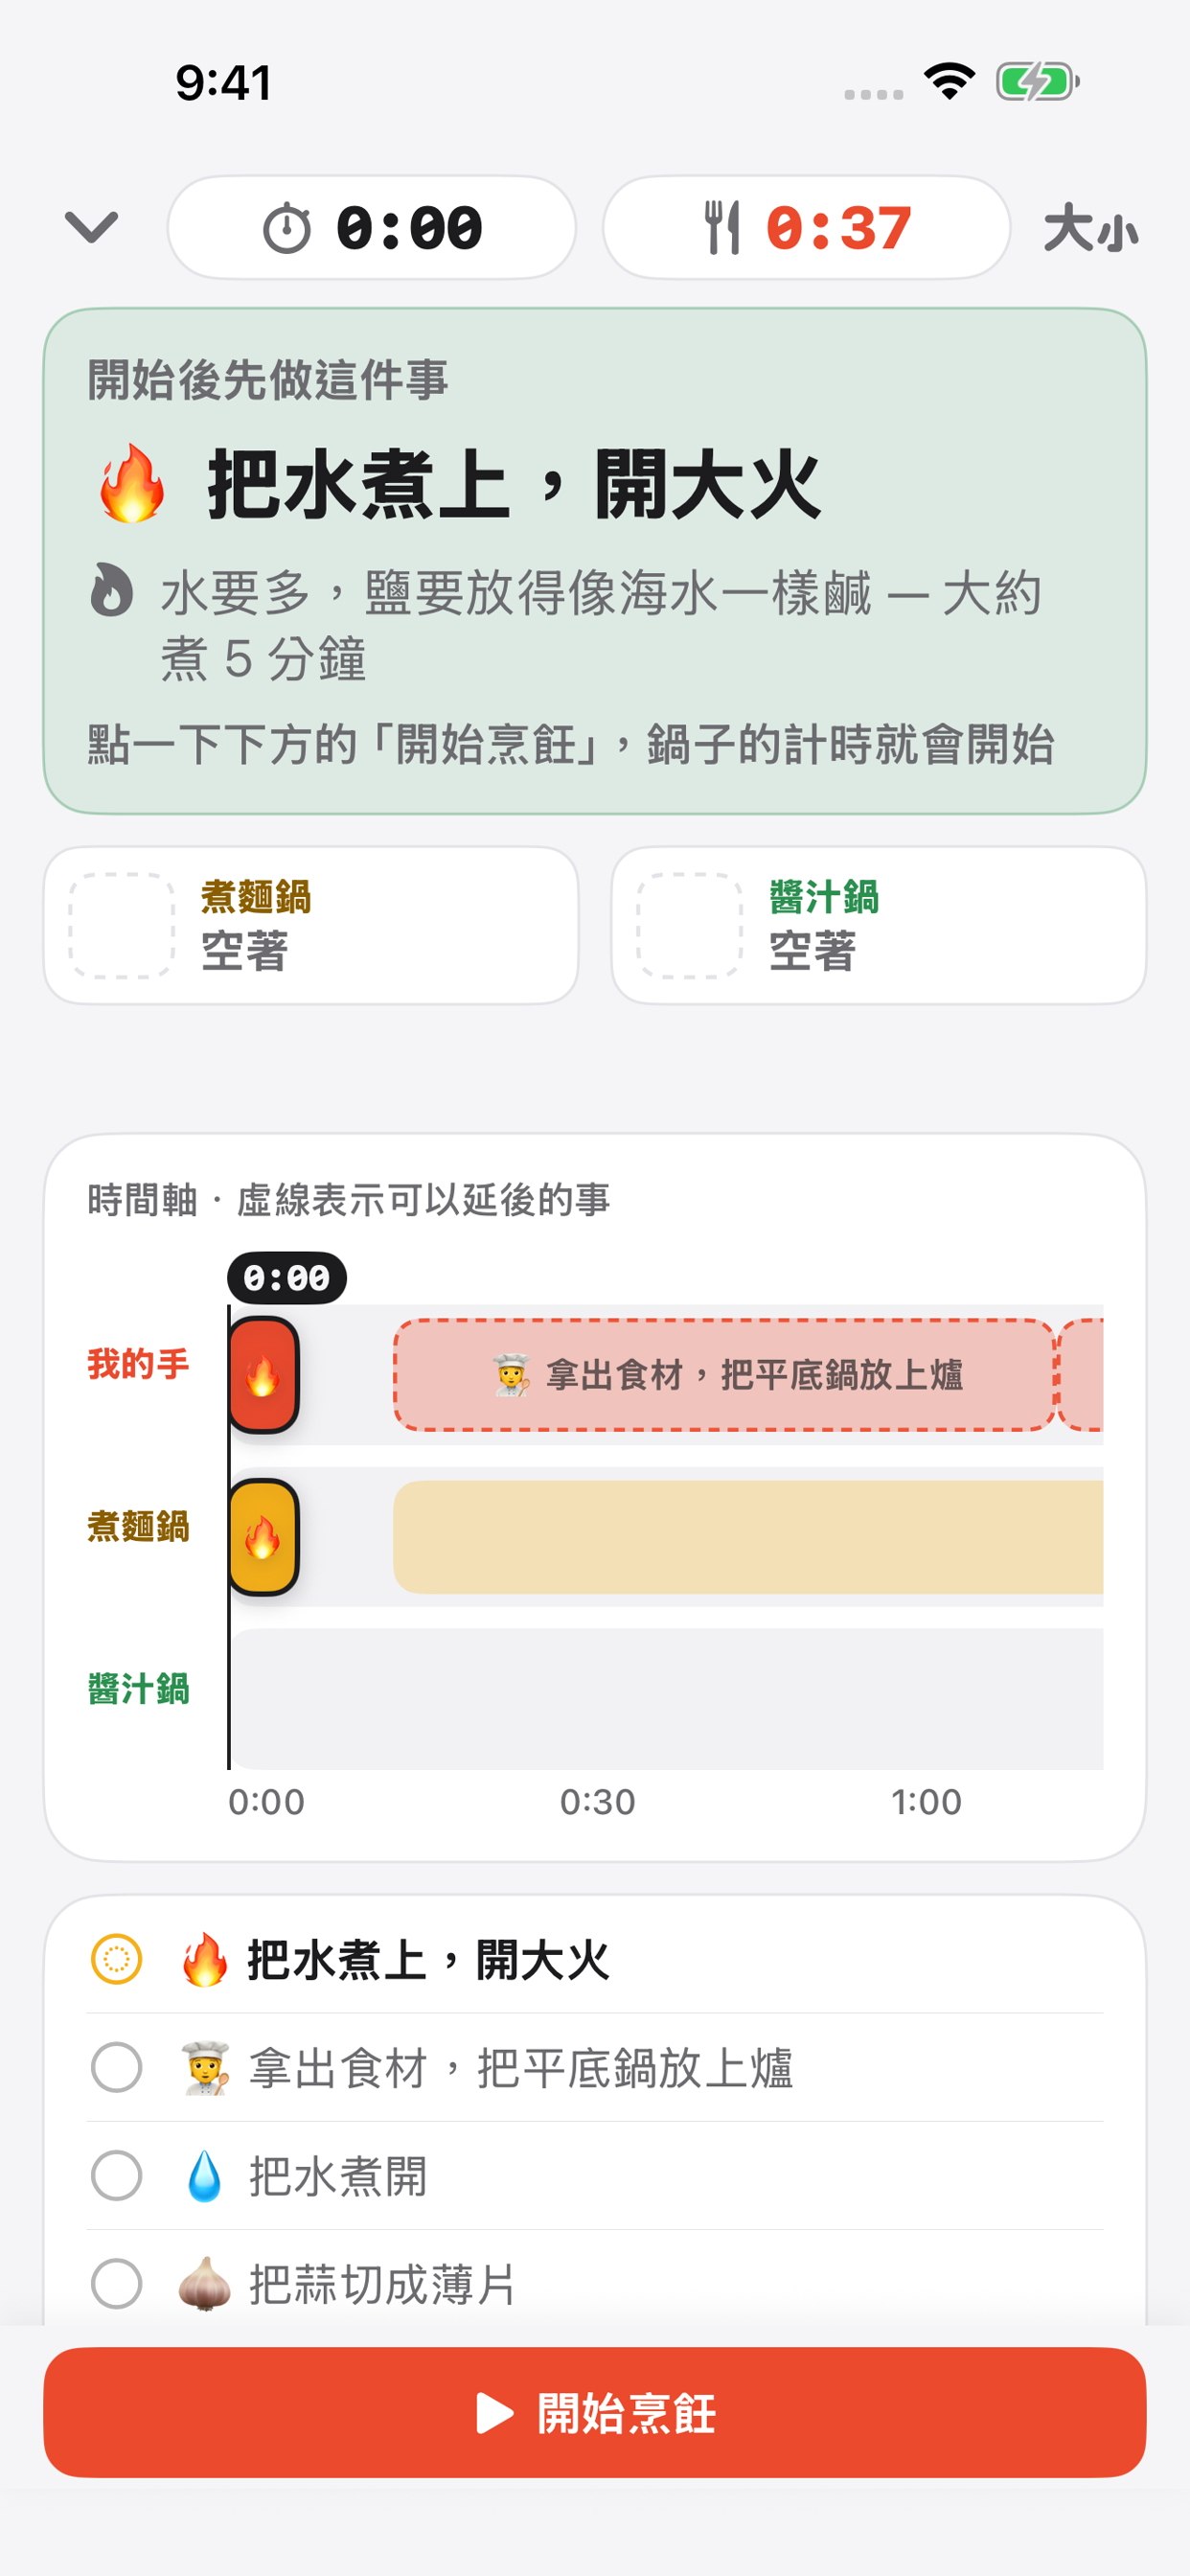 9:41
0:00
0:37
大小
開始後先做這件事
把水煮上，開大火
水要多，鹽要放得像海水一樣鹹 — 大約
煮 5 分鐘
點一下下方的「開始烹飪」，鍋子的計時就會開始
煮麵鍋
空著
醬汁鍋
空著
時間軸 · 虛線表示可以延後的事
0:00
我的手
拿出食材，把平底鍋放上爐
煮麵鍋
醬汁鍋
0:00
0:30
1:00
把水煮上，開大火
拿出食材，把平底鍋放上爐
把水煮開
把蒜切成薄片
開始烹飪